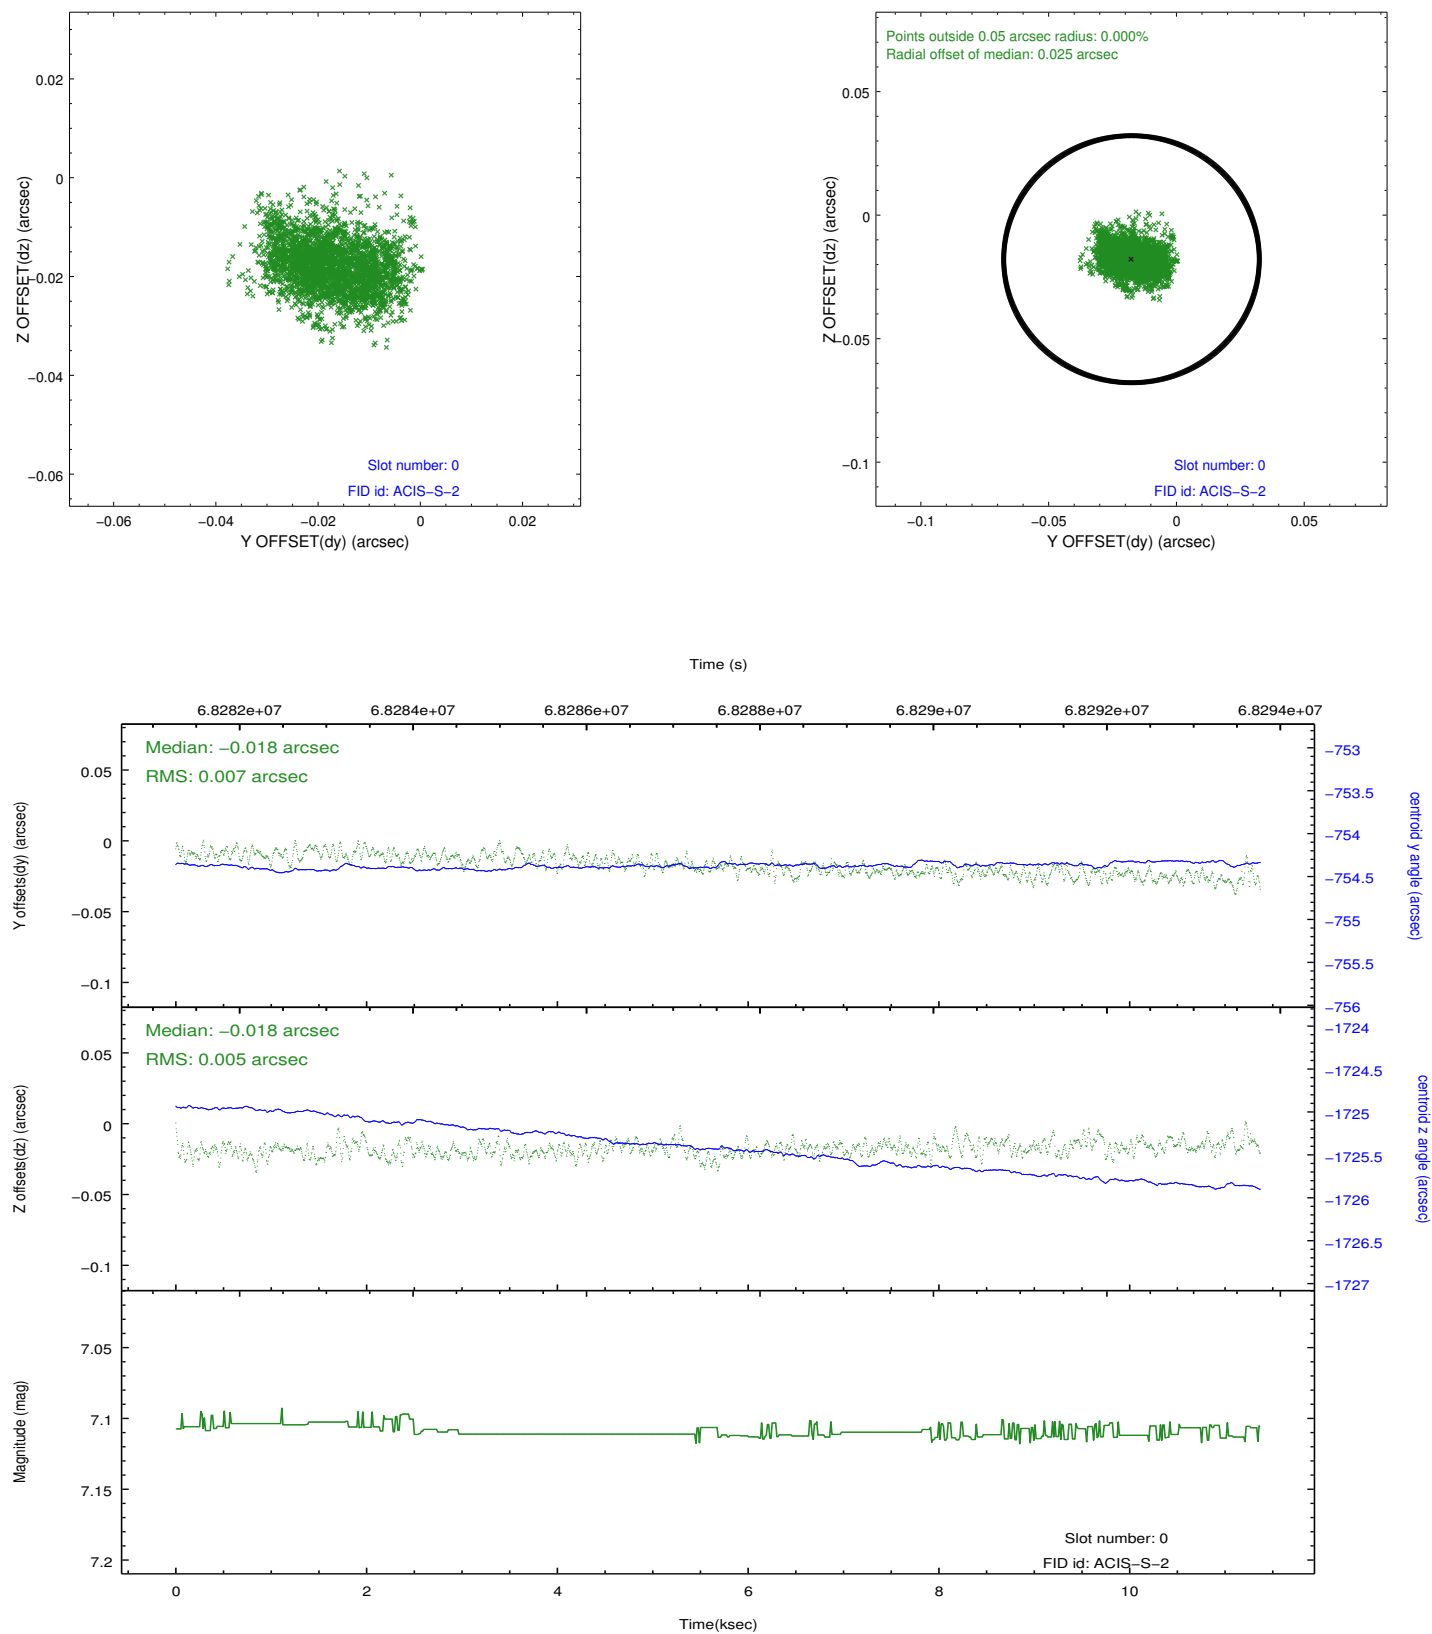 0.02
0
−0.02
−0.04
−0.06
Z OFFSET(dz) (arcsec)
Slot number: 0
FID id: ACIS−S−2
−0.06
−0.04
−0.02
0
0.02
Y OFFSET(dy) (arcsec)
Points outside 0.05 arcsec radius: 0.000%
Radial offset of median: 0.025 arcsec
0.05
0
−0.05
−0.1
Z OFFSET(dz) (arcsec)
Slot number: 0
FID id: ACIS−S−2
−0.1
−0.05
0
0.05
Y OFFSET(dy) (arcsec)
Time (s)
6.8282e+07
6.8284e+07
6.8286e+07
6.8288e+07
6.829e+07
6.8292e+07
6.8294e+07
Median: −0.018 arcsec
RMS: 0.007 arcsec
0.05
0
−0.05
−0.1
Y offsets(dy) (arcsec)
−753
−753.5
−754
−754.5
−755
−755.5
−756
centroid y angle (arcsec)
Median: −0.018 arcsec
RMS: 0.005 arcsec
0.05
0
−0.05
−0.1
Z offsets(dz) (arcsec)
−1724
−1724.5
−1725
−1725.5
−1726
−1726.5
−1727
centroid z angle (arcsec)
7.05
7.1
7.15
7.2
Magnitude (mag)
Slot number: 0
FID id: ACIS−S−2
0
2
4
6
8
10
Time(ksec)